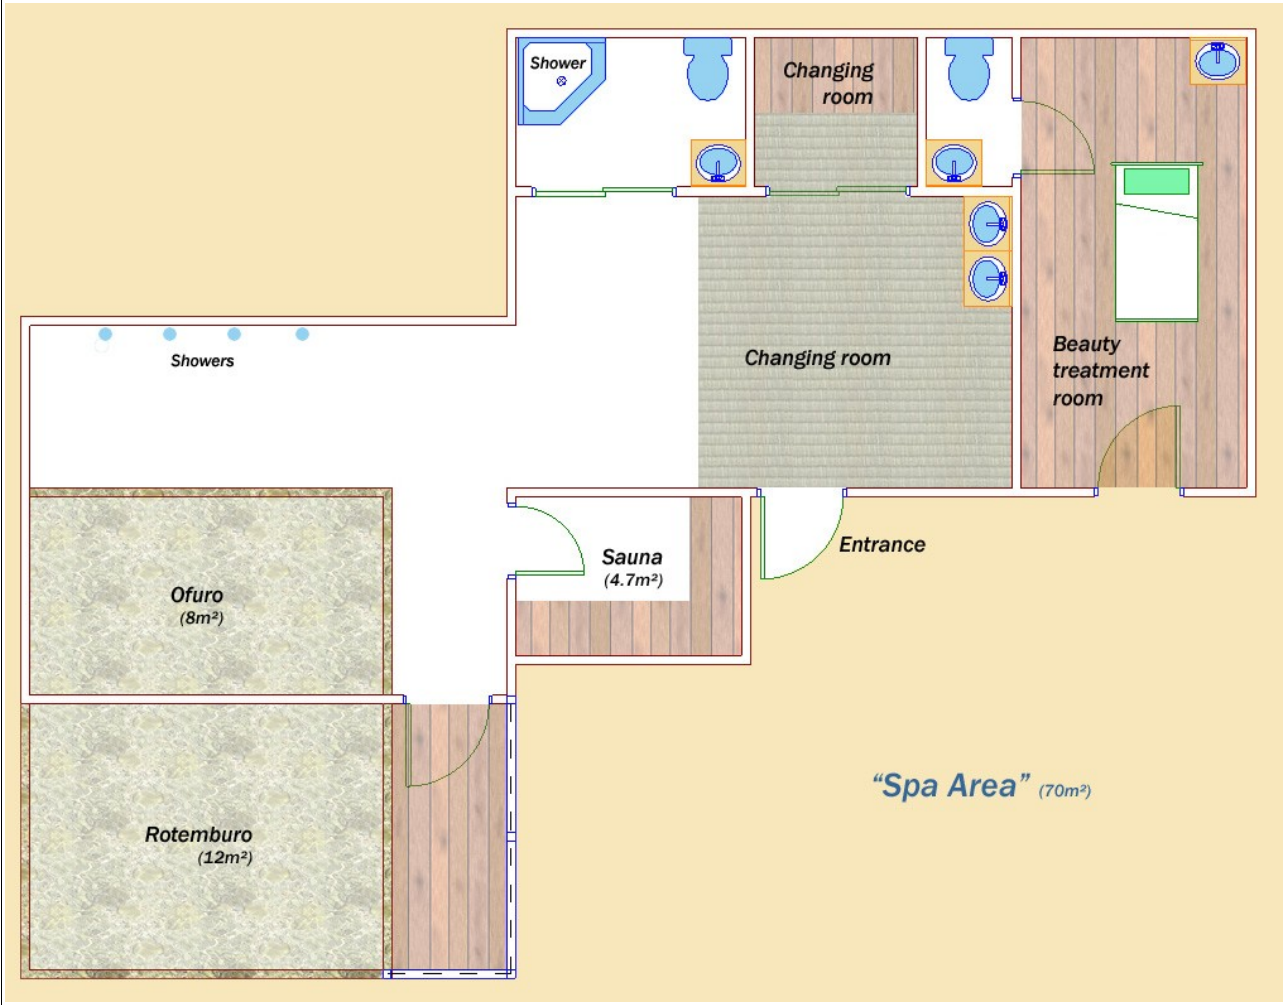 Shower
Changing
room
Showers
Changing room
Beauty
treatment
room
Entrance
Sauna
(4.7m²)
Ofuro
(8m²)
Rotemburo
(12m²)
“Spa Area” (70m²)